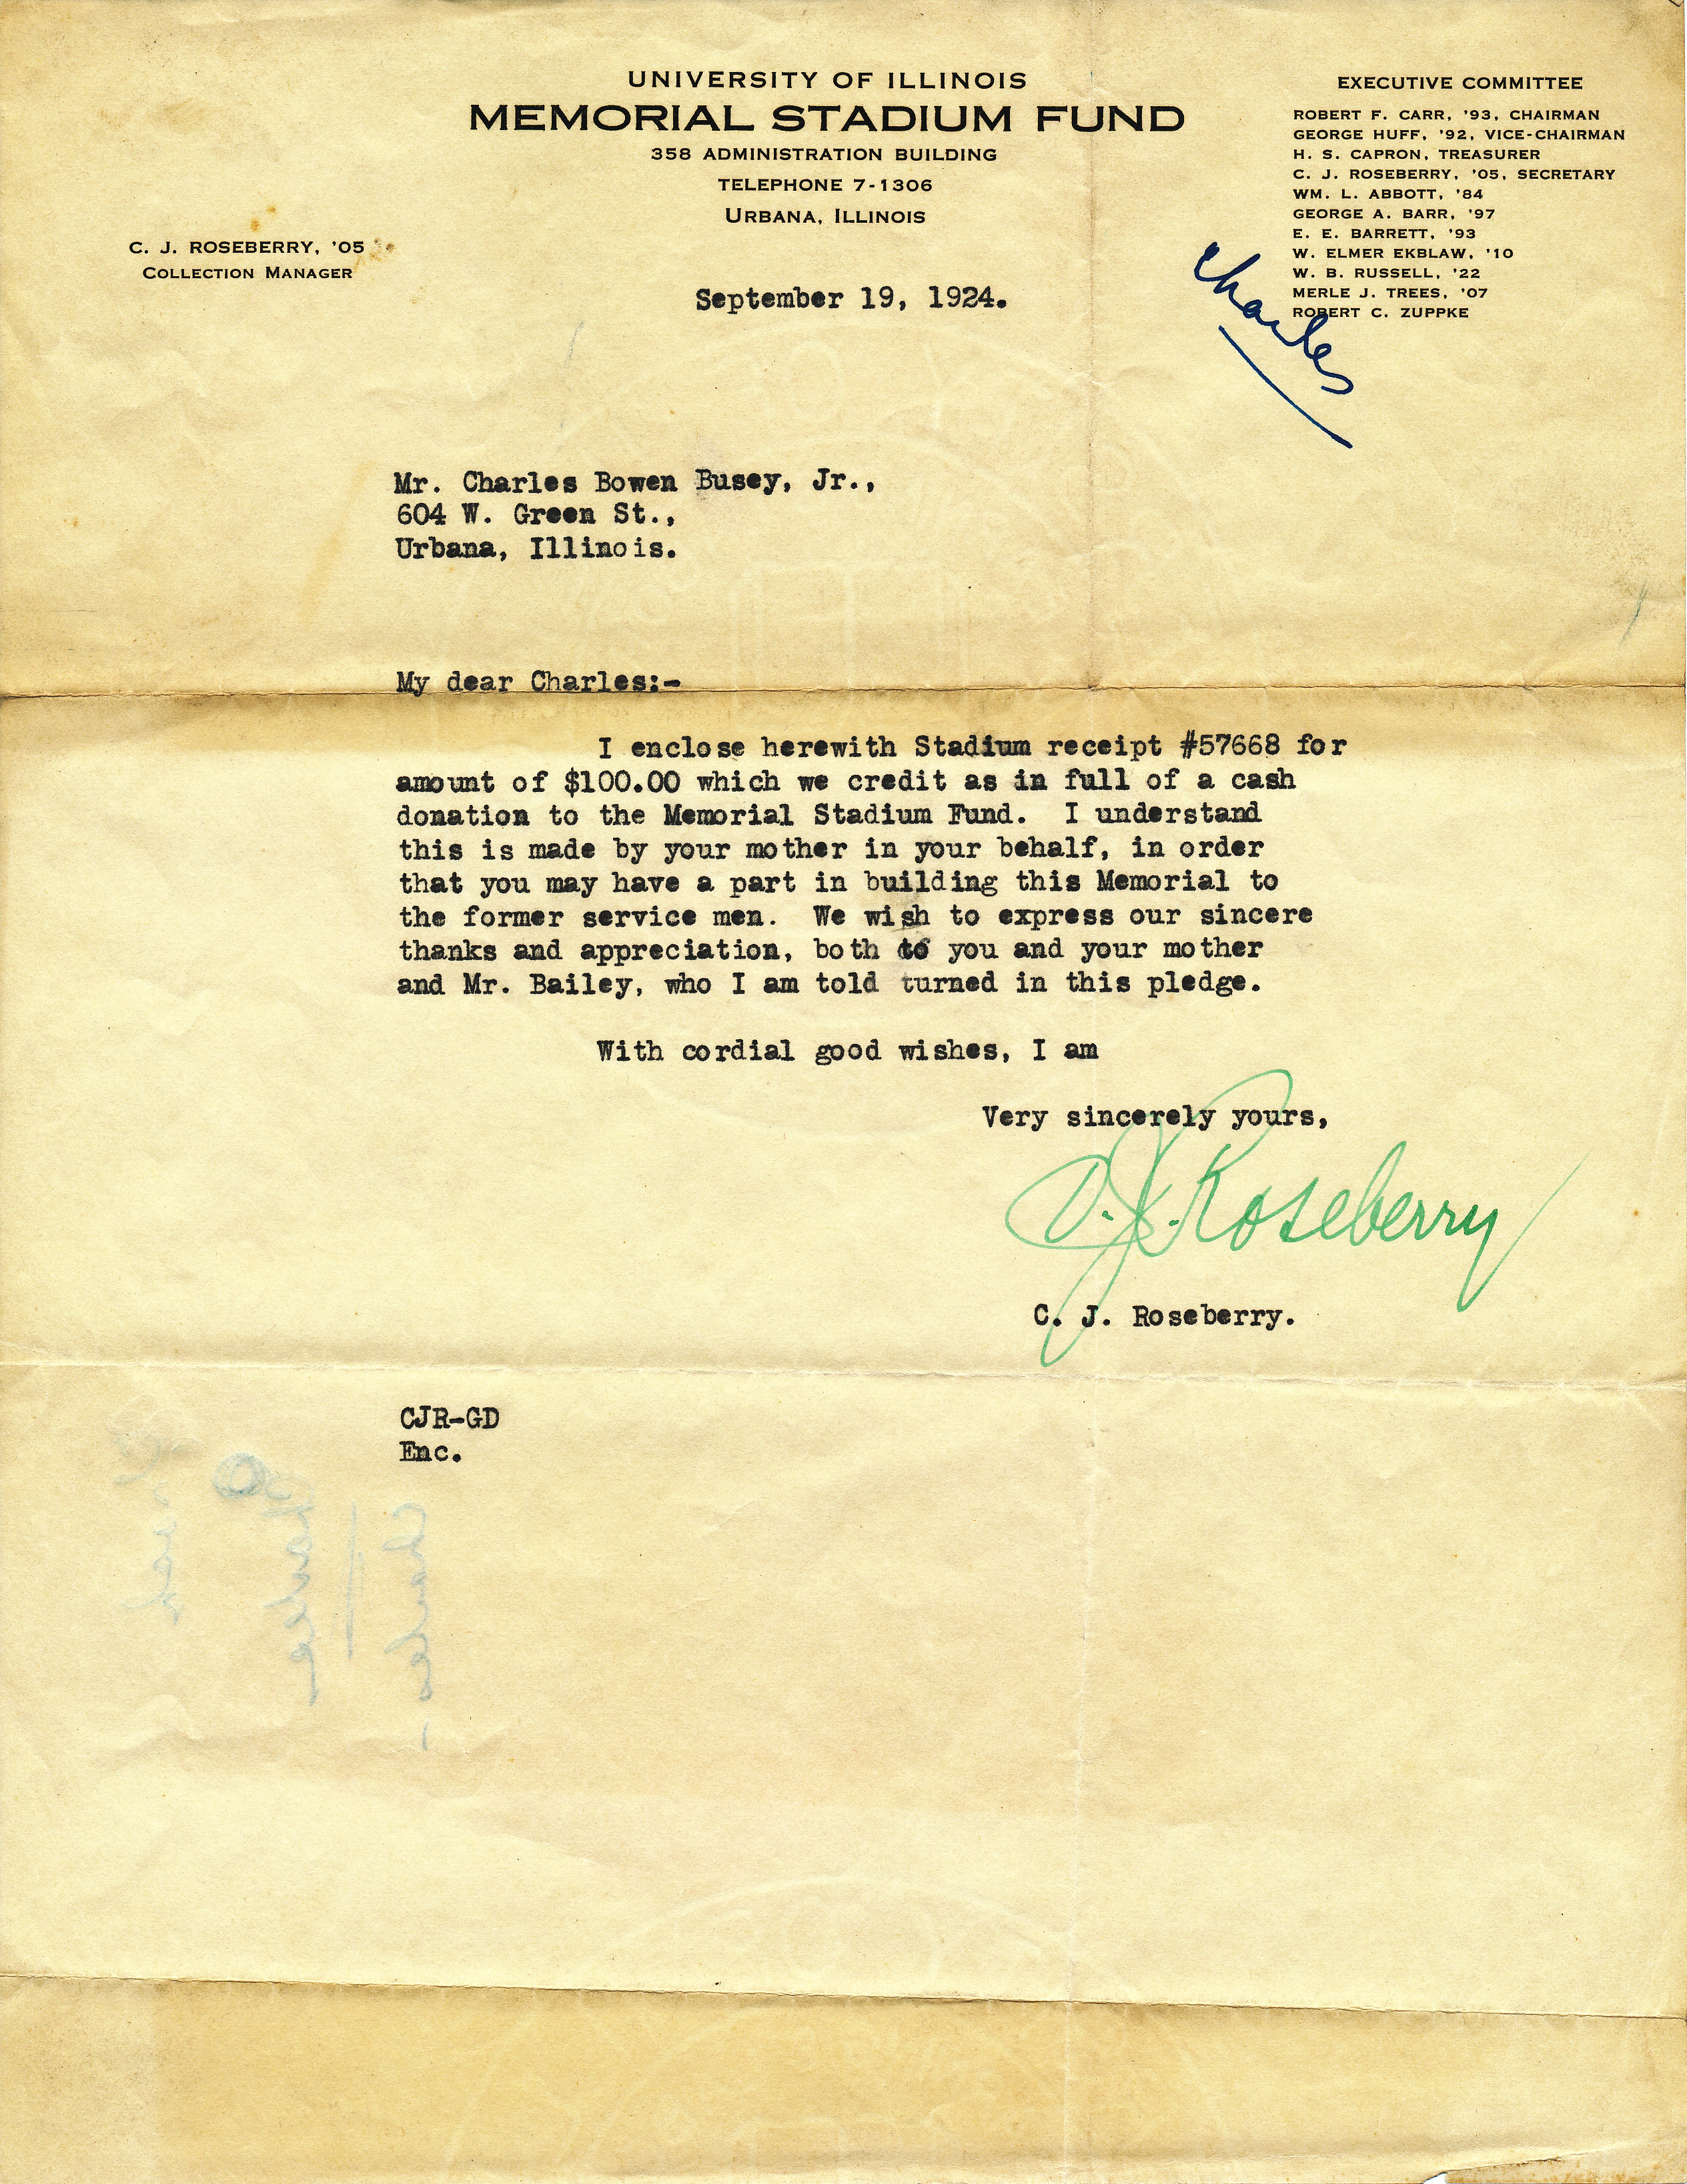 UNIVERSITY OF ILLINOIS
MEMORIAL STADIUM FUND
358 ADMINISTRATION BUILDING
TELEPHONE 7-1306
URBANA, ILLINOIS
C. J. ROSEBERRY, '05
COLLECTION MANAGER
EXECUTIVE COMMITTEE
ROBERT F. CARR, '93, CHAIRMAN
GEORGE HUFF, '92, VICE-CHAIRMAN
H. S. CAPRON, TREASURER
C. J. ROSEBERRY, '05, SECRETARY
WM. L. ABBOTT, '84
GEORGE A. BARR, '97
E. E. BARRETT, '93
W. ELMER EKBLAW, '10
W. B. RUSSELL, '22
MERLE J. TREES, '07
ROBERT C. ZUPPKE
Charles
September 19, 1924.
Mr. Charles Bowen Busey, Jr.,
604 W. Green St.,
Urbana, Illinois.
My dear Charles:-
I enclose herewith Stadium receipt #57668 for
amount of $100.00 which we credit as in full of a cash
donation to the Memorial Stadium Fund. I understand
this is made by your mother in your behalf, in order
that you may have a part in building this Memorial to
the former service men. We wish to express our sincere
thanks and appreciation, both to you and your mother
and Mr. Bailey, who I am told turned in this pledge.
With cordial good wishes, I am
Very sincerely yours,
C. J. Roseberry
C. J. Roseberry.
CJR-GD
Enc.
Charles
Charles-